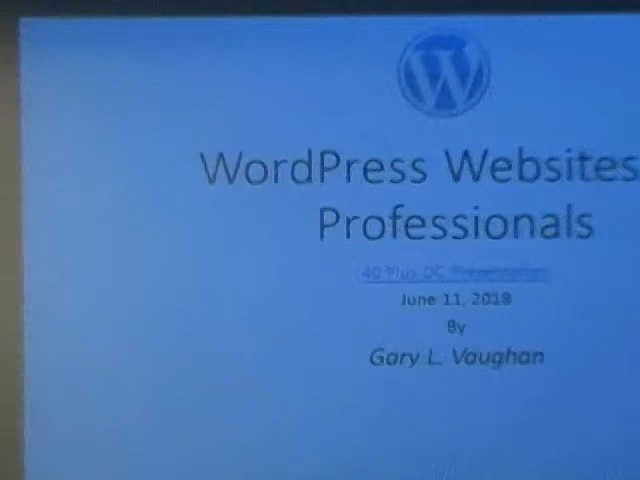 W
WordPress Websites
Professionals
40 Plus DC Presentation
June 11, 2018
By
Gary L. Vaughan